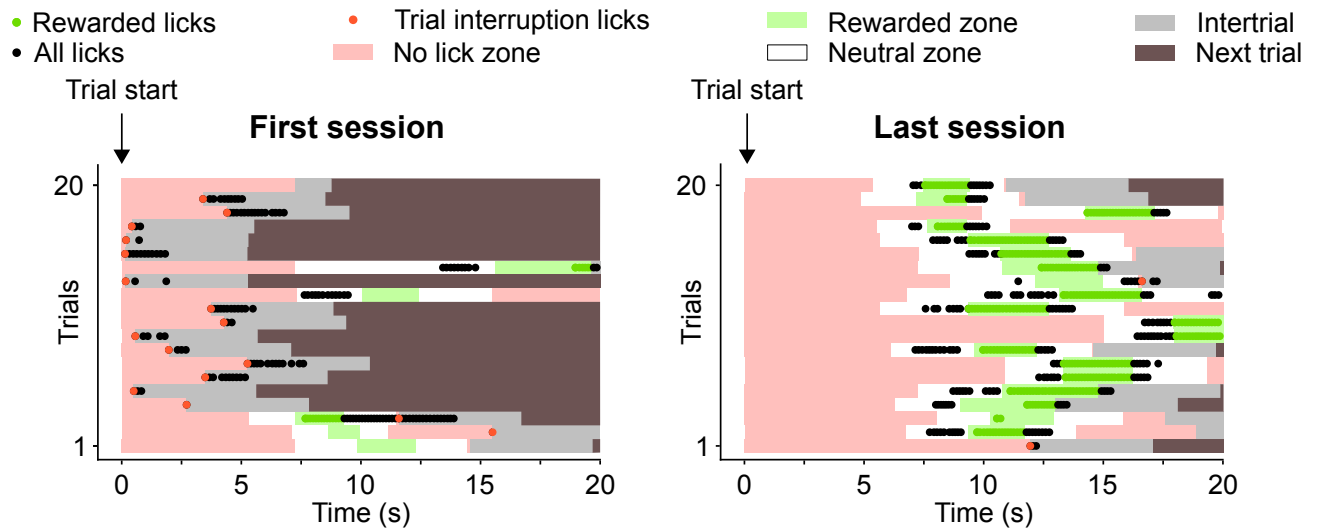 Rewarded licks
Trial interruption licks
Rewarded zone
Intertrial
All licks
No lick zone
Neutral zone
Next trial
Trial start
Trial start
First session
Last session
Trials
20
1
0
5
10
15
20
Time (s)
Trials
20
1
0
5
10
15
20
Time (s)